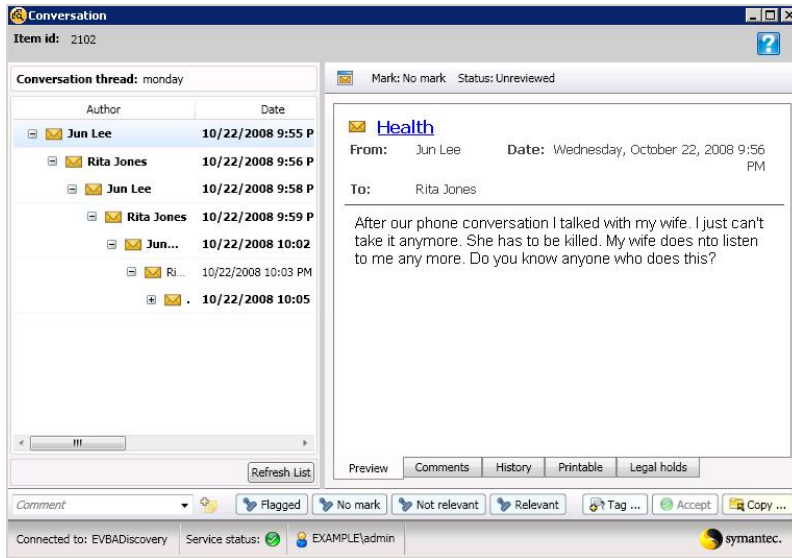 Conversation
Item id: 2102
Conversation thread: monday
Author Date
Jun Lee 10/22/2008 9:55 P
Rita Jones 10/22/2008 9:56 P
Jun Lee 10/22/2008 9:58 P
Rita Jones 10/22/2008 9:59 P
Jun... 10/22/2008 10:02
Ri... 10/22/2008 10:03 PM
. 10/22/2008 10:05
Refresh List
Mark: No mark Status: Unreviewed
Health
From: Jun Lee Date: Wednesday, October 22, 2008 9:56
PM
To: Rita Jones
After our phone conversation I talked with my wife. I just can't
take it anymore. She has to be killed. My wife does nto listen
to me any more. Do you know anyone who does this?
Preview Comments History Printable Legal holds
Comment Flagged No mark Not relevant Relevant Tag ... Accept Copy ...
Connected to: EVBADiscovery Service status: EXAMPLE\admin symantec.